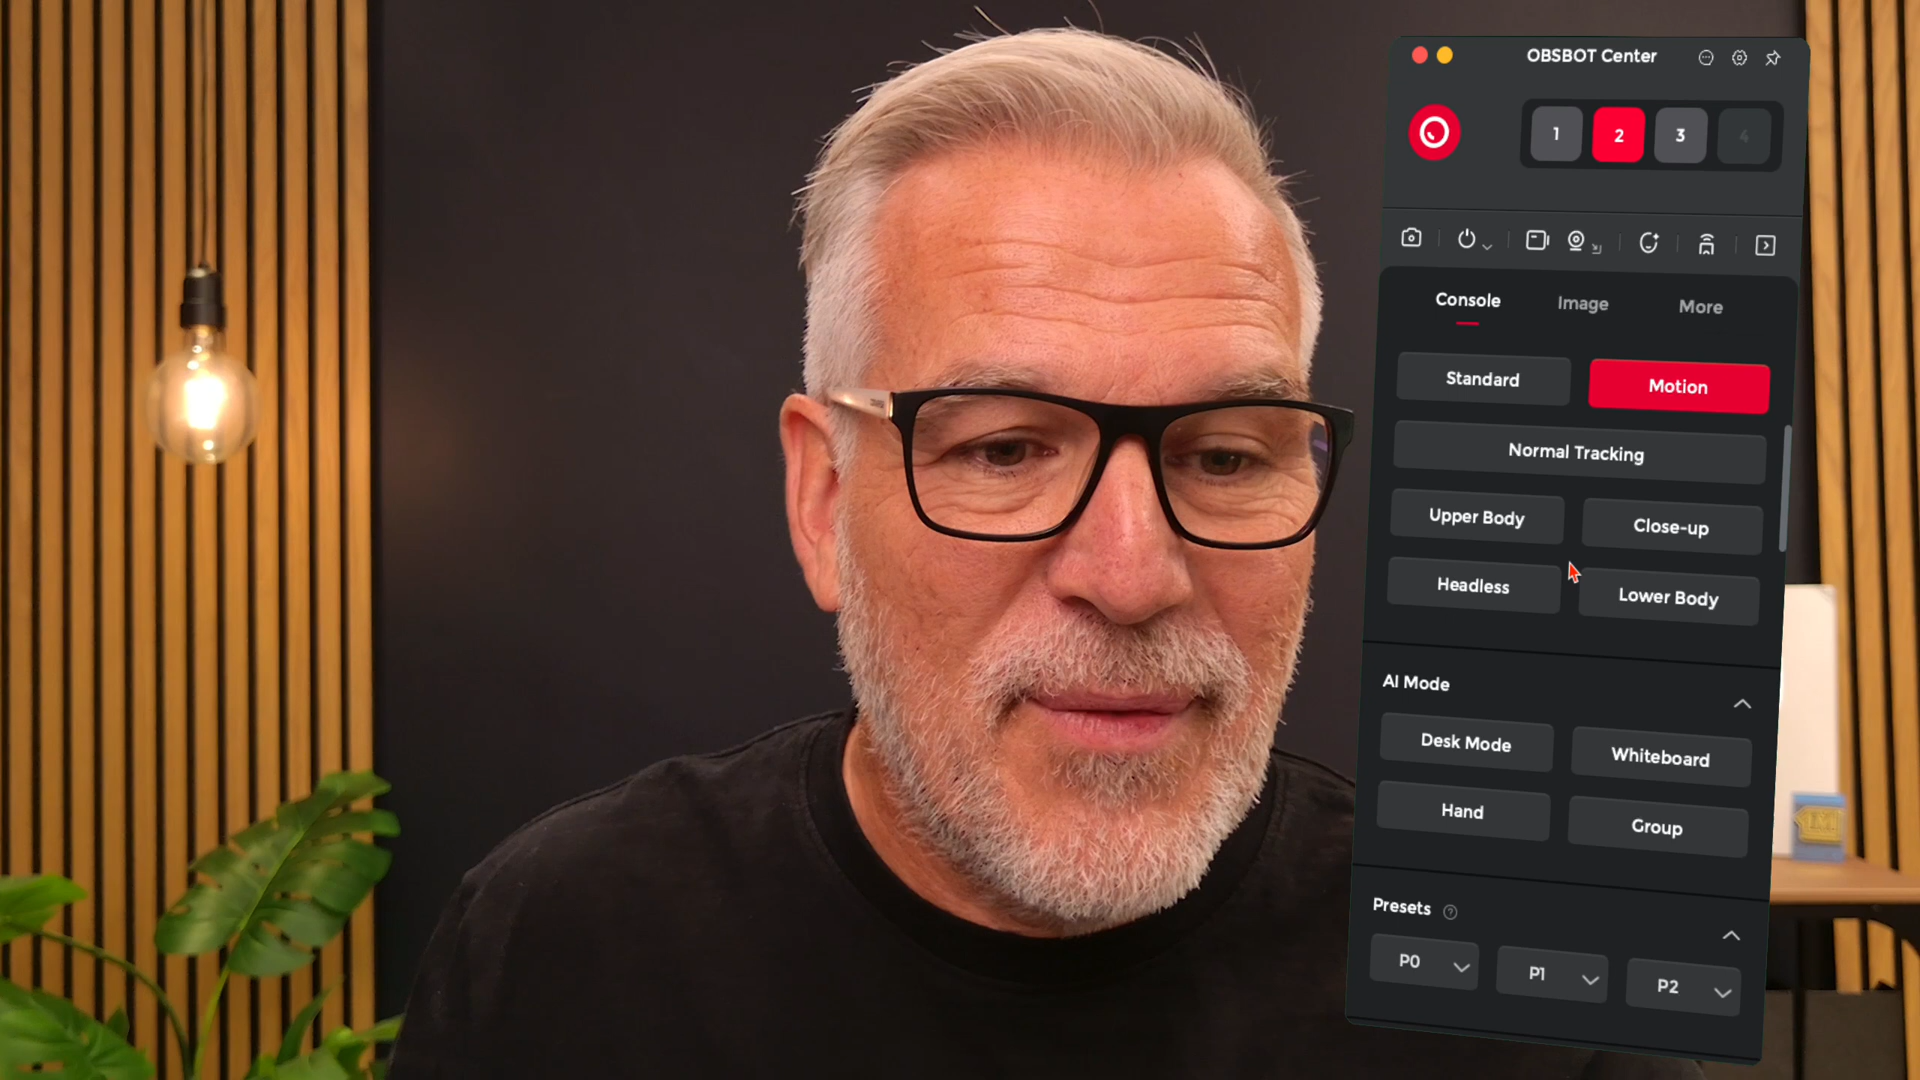 OBSBOT Center
1 2 3 4
Console Image More
Standard Motion
Normal Tracking
Upper Body Close-up
Headless Lower Body
AI Mode
Desk Mode Whiteboard
Hand Group
Presets ?
P0 P1 P2